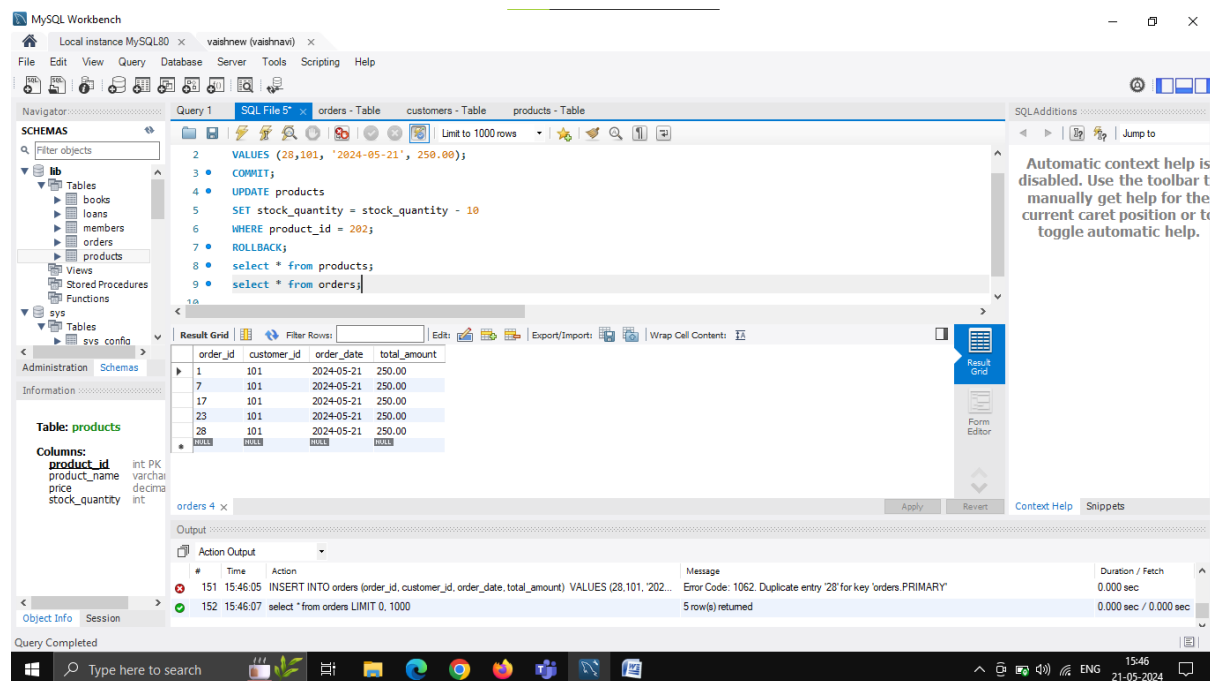 MySQL Workbench
Local instance MySQL80 × vaishnew (vaishnavi) ×
File Edit View Query Database Server Tools Scripting Help
Navigator
SCHEMAS
Filter objects
lib
Tables
books
loans
members
orders
products
Views
Stored Procedures
Functions
sys
Tables
sys_config
Administration Schemas
Information
Table: products
Columns:
product_id int PK
product_name varchar
price decima
stock_quantity int
Object Info Session
Query 1 SQL File 5* × orders - Table customers - Table products - Table
Limit to 1000 rows
2 VALUES (28,101, '2024-05-21', 250.00);
3 COMMIT;
4 UPDATE products
5 SET stock_quantity = stock_quantity - 10
6 WHERE product_id = 202;
7 ROLLBACK;
8 select * from products;
9 select * from orders;
10
Result Grid Filter Rows: Edit: Export/Import: Wrap Cell Content:
order_id customer_id order_date total_amount
1 101 2024-05-21 250.00
7 101 2024-05-21 250.00
17 101 2024-05-21 250.00
23 101 2024-05-21 250.00
28 101 2024-05-21 250.00
NULL NULL NULL NULL
Result
Grid
Form
Editor
orders 4 × Apply Revert
SQLAdditions
Jump to
Automatic context help is
disabled. Use the toolbar t
manually get help for the
current caret position or to
toggle automatic help.
Context Help Snippets
Output
Action Output
# Time Action Message Duration / Fetch
151 15:46:05 INSERT INTO orders (order_id, customer_id, order_date, total_amount) VALUES (28,101, '202... Error Code: 1062. Duplicate entry '28' for key 'orders.PRIMARY' 0.000 sec
152 15:46:07 select * from orders LIMIT 0, 1000 5 row(s) returned 0.000 sec / 0.000 sec
Query Completed
Type here to search ENG 15:46
21-05-2024